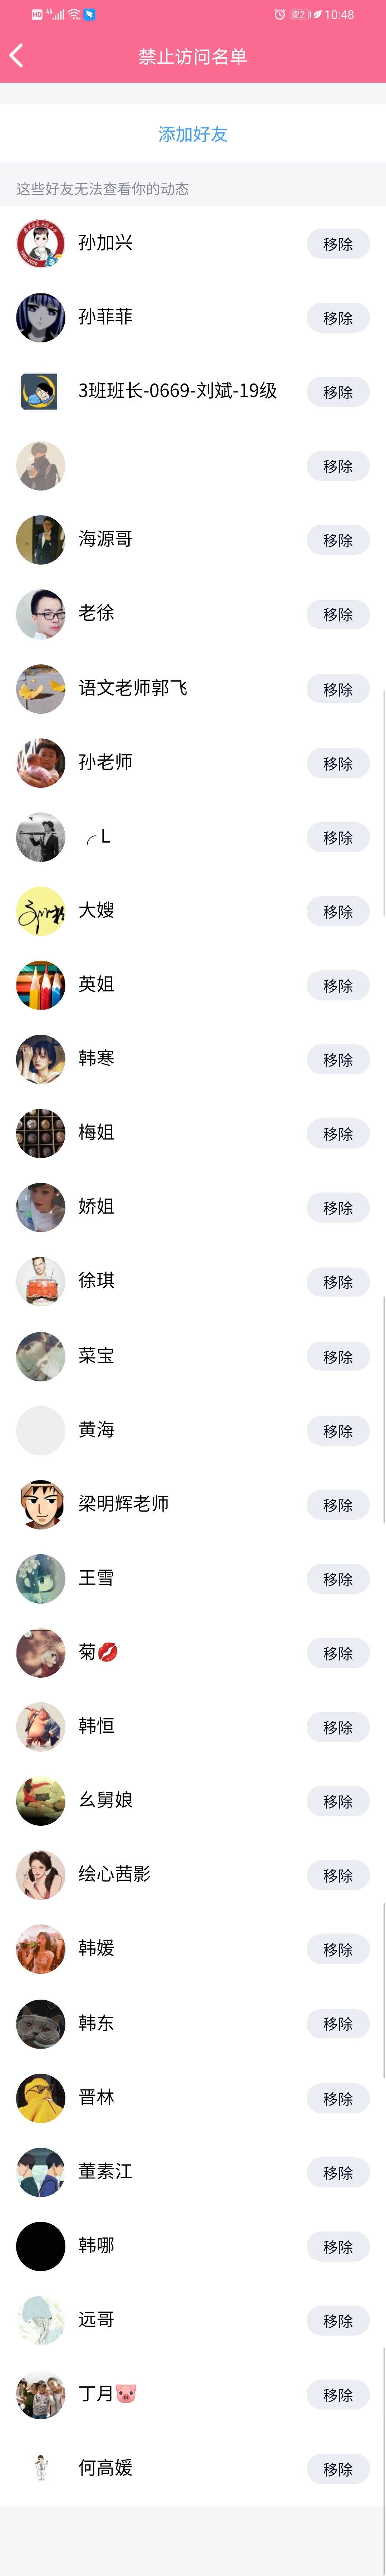 HD 4G 22 10:48
禁止访问名单
添加好友
这些好友无法查看你的动态
孙加兴 移除
孙菲菲 移除
3班班长-0669-刘斌-19级 移除
移除
海源哥 移除
老徐 移除
语文老师郭飞 移除
孙老师 移除
╭ L 移除
大嫂 移除
英姐 移除
韩寒 移除
梅姐 移除
娇姐 移除
徐琪 移除
菜宝 移除
黄海 移除
梁明辉老师 移除
王雪 移除
菊💋 移除
韩恒 移除
幺舅娘 移除
绘心茜影 移除
韩媛 移除
韩东 移除
晋林 移除
董素江 移除
韩哪 移除
远哥 移除
丁月🐷 移除
何高媛 移除